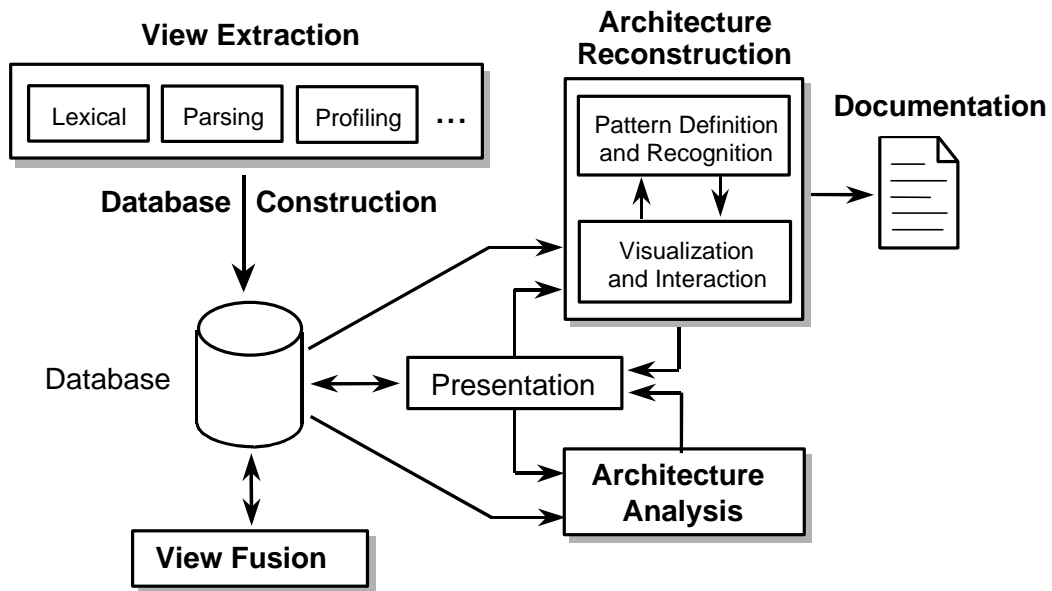 View Extraction
Lexical
Parsing
Profiling
...
Architecture
Reconstruction
Pattern Definition
and Recognition
Visualization
and Interaction
Documentation
Database
Construction
Database
Presentation
Architecture
Analysis
View Fusion